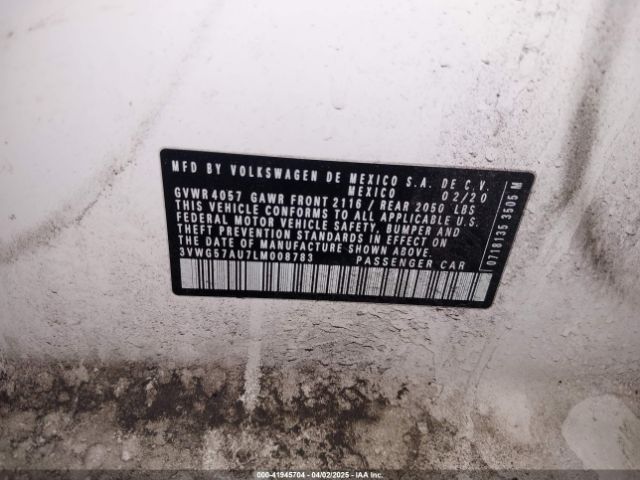 MFD BY VOLKSWAGEN DE MEXICO S.A. DE C.V.
MEXICO 02/20
GVWR 4057 GAWR FRONT 2116 / REAR 2050 LBS
THIS VEHICLE CONFORMS TO ALL APPLICABLE U.S.
FEDERAL MOTOR VEHICLE SAFETY, BUMPER AND
THEFT PREVENTION STANDARDS IN EFFECT ON
THE DATE OF MANUFACTURE SHOWN ABOVE.
3VWG57AU7LM008783 PASSENGER CAR
0718135 3505 M
000-41945704 - 04/02/2025 - IAA Inc.